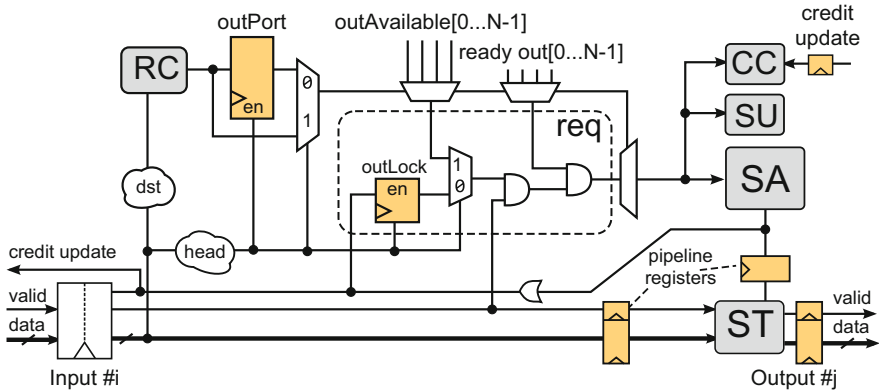 outPort
outAvailable[0...N-1]
ready out[0...N-1]
credit
update
RC
en
0
1
CC
SU
req
outLock
en
1
0
SA
dst
head
credit update
pipeline
registers
valid
data
ST
valid
data
Input #i
Output #j